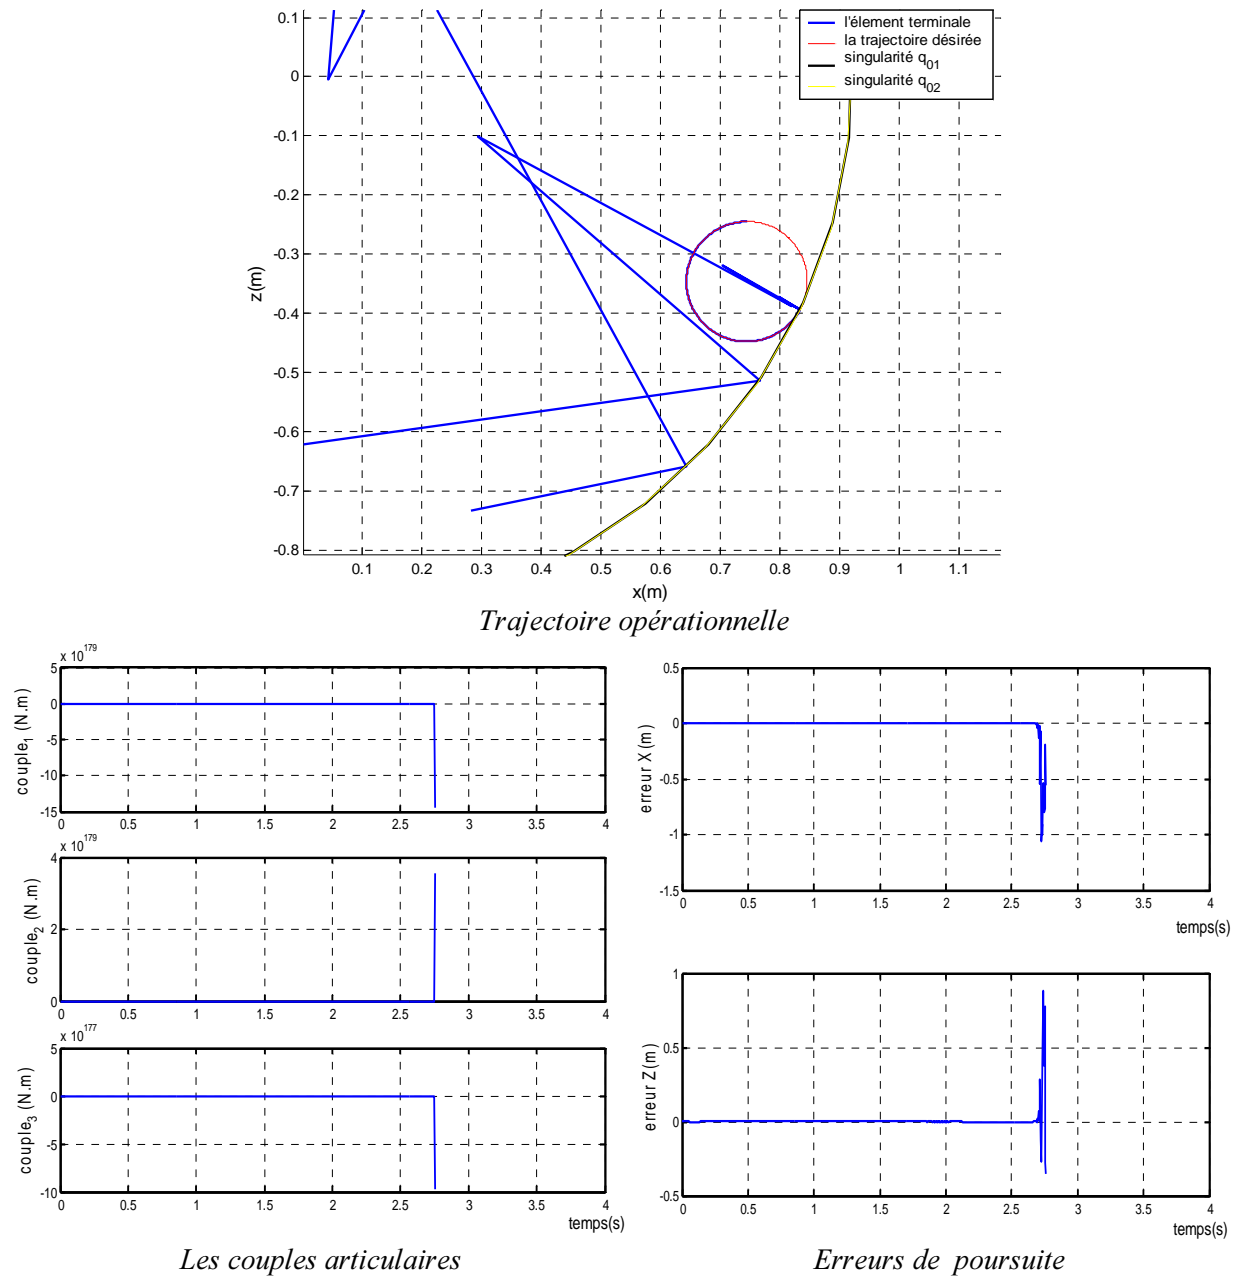 l'élement terminale
la trajectoire désirée
singularité q01
singularité q02
0.1
0
-0.1
-0.2
-0.3
-0.4
-0.5
-0.6
-0.7
-0.8
z(m)
0.1 0.2 0.3 0.4 0.5 0.6 0.7 0.8 0.9 1 1.1
x(m)
Trajectoire opérationnelle
x 10^179
5
0
-5
-10
-15
couple1 (N.m)
0 0.5 1 1.5 2 2.5 3 3.5 4
x 10^179
4
2
0
couple2 (N.m)
0 0.5 1 1.5 2 2.5 3 3.5 4
x 10^177
5
0
-5
-10
couple3 (N.m)
0 0.5 1 1.5 2 2.5 3 3.5 4
temps(s)
Les couples articulaires
0.5
0
-0.5
-1
-1.5
erreur X (m)
0 0.5 1 1.5 2 2.5 3 3.5 4
temps(s)
1
0.5
0
-0.5
erreur Z (m)
0 0.5 1 1.5 2 2.5 3 3.5 4
temps(s)
Erreurs de poursuite